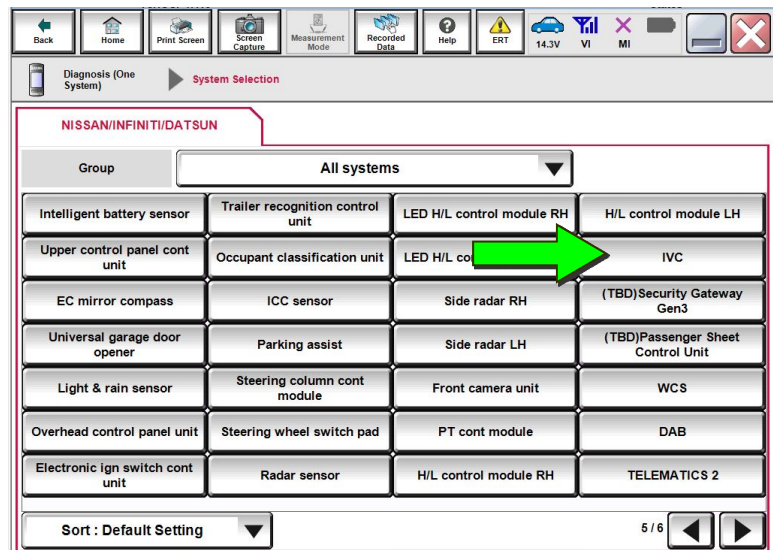 Back
Home
Print Screen
Screen
Capture
Measurement
Mode
Recorded
Data
Help
ERT
14.3V
VI
MI
Diagnosis (One
System)
System Selection
NISSAN/INFINITI/DATSUN
Group
All systems
Intelligent battery sensor
Trailer recognition control
unit
LED H/L control module RH
H/L control module LH
Upper control panel cont
unit
Occupant classification unit
LED H/L
IVC
EC mirror compass
ICC sensor
Side radar RH
(TBD)Security Gateway
Gen3
Universal garage door
opener
Parking assist
Side radar LH
(TBD)Passenger Sheet
Control Unit
Light & rain sensor
Steering column cont
module
Front camera unit
WCS
Overhead control panel unit
Steering wheel switch pad
PT cont module
DAB
Electronic ign switch cont
unit
Radar sensor
H/L control module RH
TELEMATICS 2
Sort : Default Setting
5 / 6